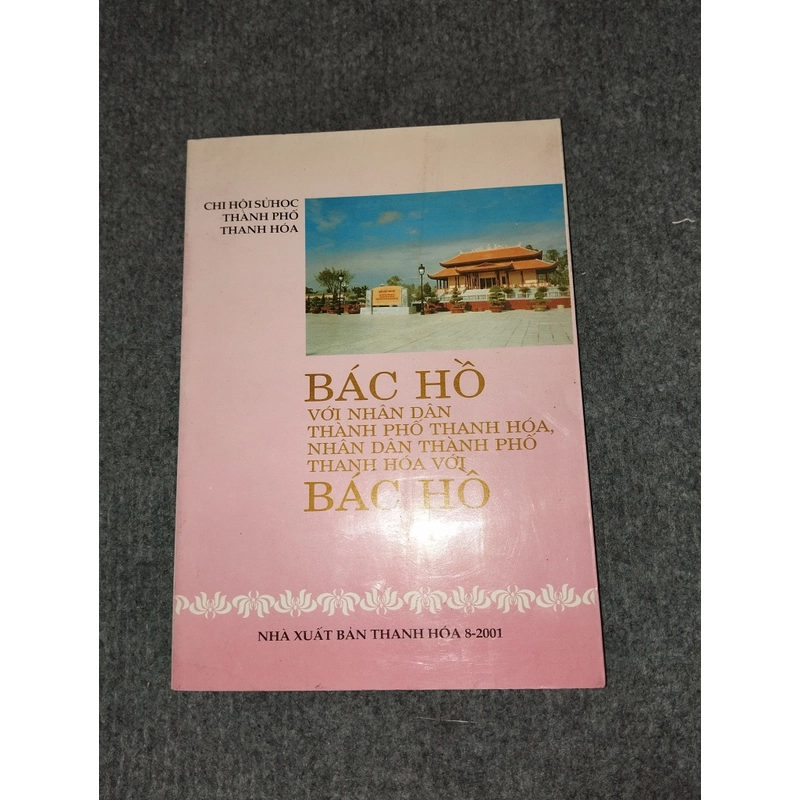 CHI HỘI SỬ HỌC
THÀNH PHỐ
THANH HÓA
BÁC HỒ
VỚI NHÂN DÂN
THÀNH PHỐ THANH HÓA,
NHÂN DÂN THÀNH PHỐ
THANH HÓA VỚI
BÁC HỒ
NHÀ XUẤT BẢN THANH HÓA 8-2001